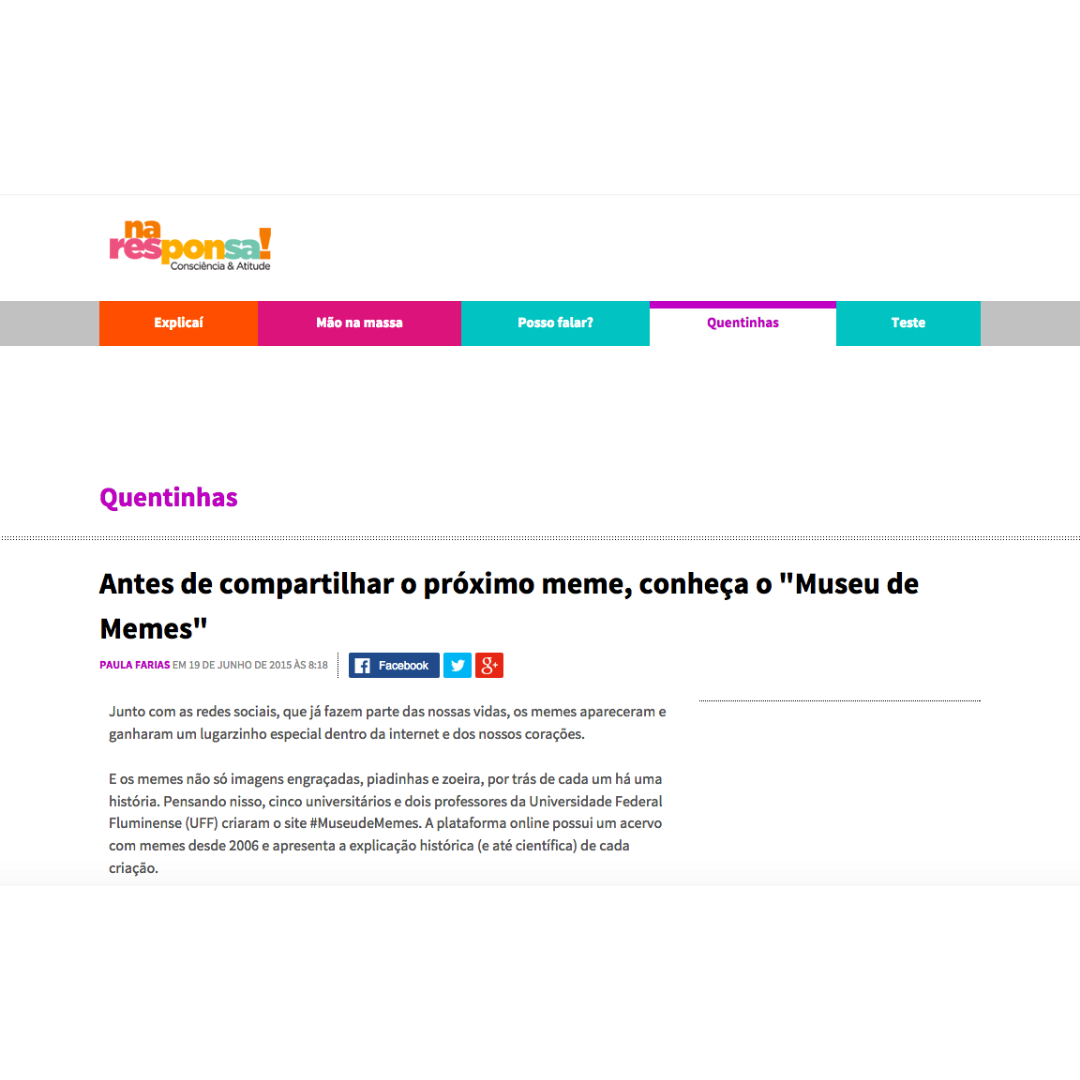 na
responsa!
Consciência & Atitude
Explicaí
Mão na massa
Posso falar?
Quentinhas
Teste
Quentinhas
Antes de compartilhar o próximo meme, conheça o "Museu de
Memes"
PAULA FARIAS EM 19 DE JUNHO DE 2015 ÀS 8:18
Facebook
g+
Junto com as redes sociais, que já fazem parte das nossas vidas, os memes apareceram e
ganharam um lugarzinho especial dentro da internet e dos nossos corações.
E os memes não só imagens engraçadas, piadinhas e zoeira, por trás de cada um há uma
história. Pensando nisso, cinco universitários e dois professores da Universidade Federal
Fluminense (UFF) criaram o site #MuseudeMemes. A plataforma online possui um acervo
com memes desde 2006 e apresenta a explicação histórica (e até científica) de cada
criação.